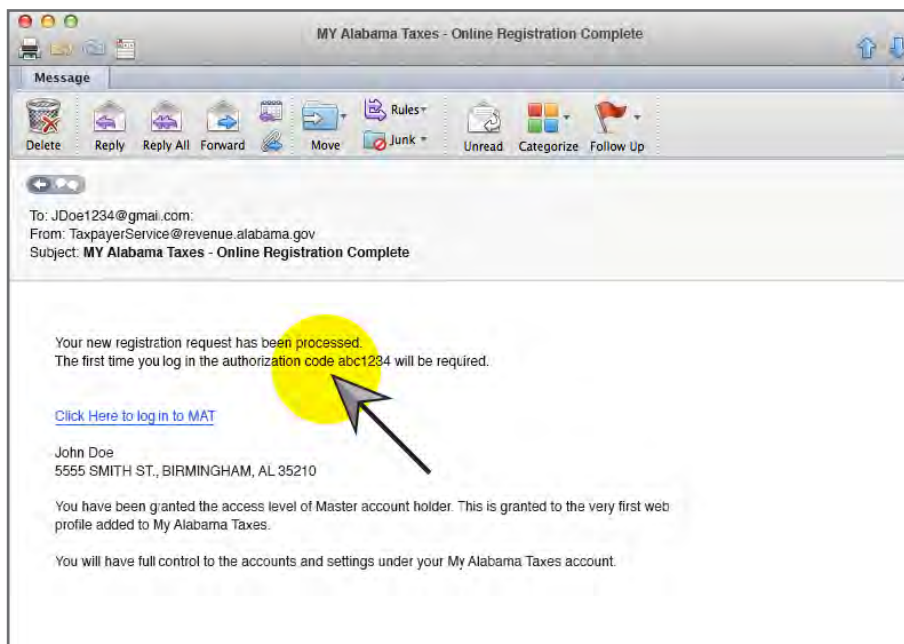 MY Alabama Taxes - Online Registration Complete
Message
Delete
Reply
Reply All
Forward
Move
Rules
Junk
Unread
Categorize
Follow Up
To: JDoe1234@gmail.com:
From: TaxpayerService@revenue.alabama.gov
Subject: MY Alabama Taxes - Online Registration Complete
Your new registration request has been processed.
The first time you log in the authorization code abc1234 will be required.
Click Here to log in to MAT
John Doe
5555 SMITH ST., BIRMINGHAM, AL 35210
You have been granted the access level of Master account holder. This is granted to the very first web
profile added to My Alabama Taxes.
You will have full control to the accounts and settings under your My Alabama Taxes account.